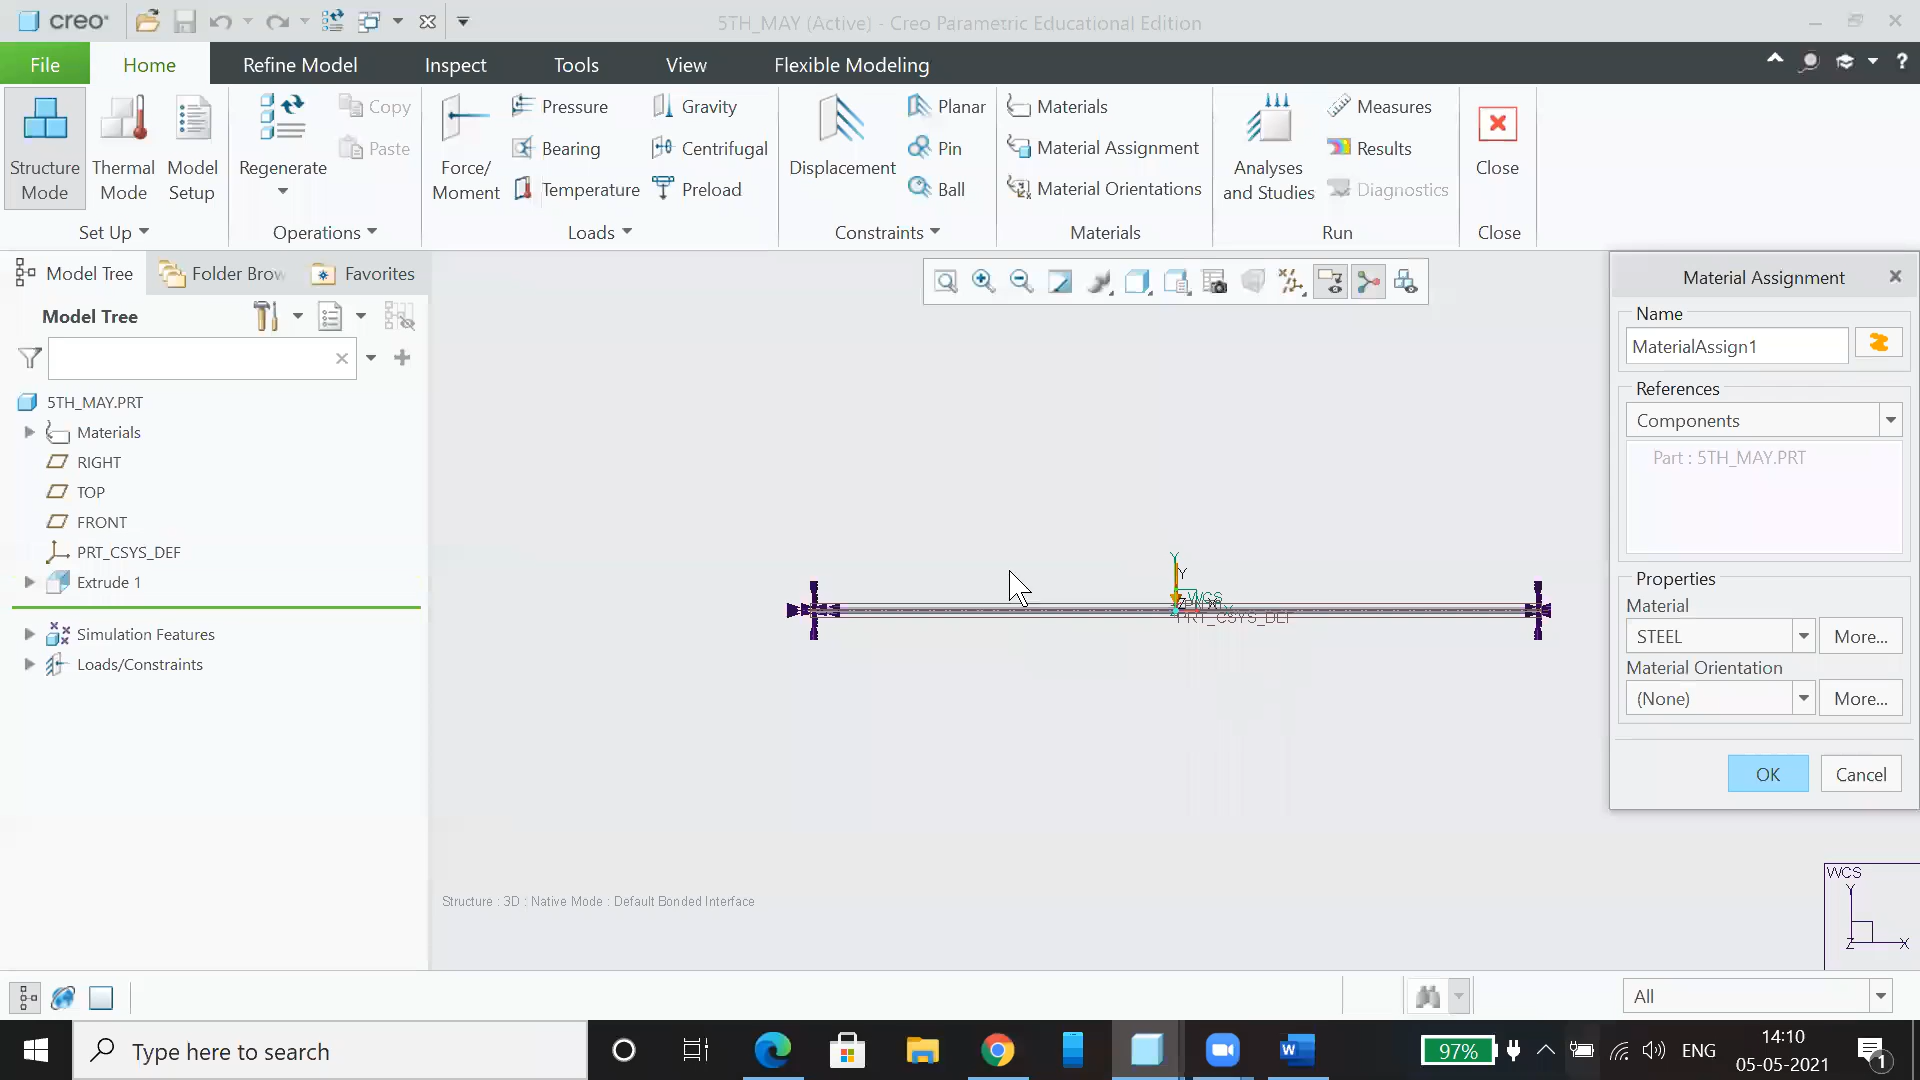 creo
5TH_MAY (Active) - Creo Parametric Educational Edition
File Home Refine Model Inspect Tools View Flexible Modeling
Structure Mode
Thermal Mode
Model Setup
Set Up
Regenerate
Copy
Paste
Operations
Force/ Moment
Pressure
Bearing
Temperature
Gravity
Centrifugal
Preload
Loads
Displacement
Planar
Pin
Ball
Constraints
Materials
Material Assignment
Material Orientations
Materials
Analyses and Studies
Measures
Results
Diagnostics
Run
Close
Close
Model Tree Folder Brow Favorites
Model Tree
5TH_MAY.PRT
Materials
RIGHT
TOP
FRONT
PRT_CSYS_DEF
Extrude 1
Simulation Features
Loads/Constraints
Y
Y
WCS
PRT_CSYS_DEF
Structure : 3D : Native Mode : Default Bonded Interface
Material Assignment
Name
MaterialAssign1
References
Components
Part : 5TH_MAY.PRT
Properties
Material
STEEL More...
Material Orientation
(None) More...
OK Cancel
WCS
Y
Z X
All
Type here to search
97%
ENG
14:10
05-05-2021
1